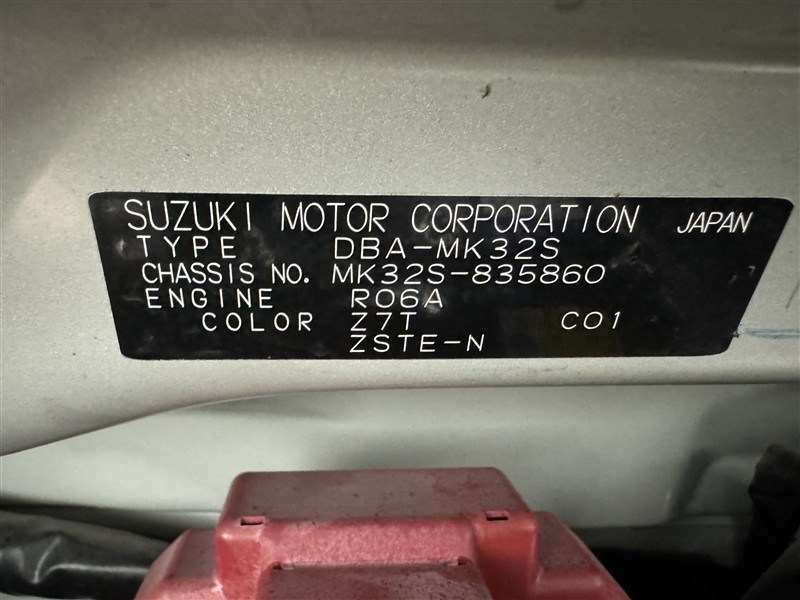 SUZUKI MOTOR CORPORATION JAPAN
TYPE DBA-MK32S
CHASSIS NO. MK32S-835860
ENGINE R06A
COLOR Z7T C01
ZSTE-N